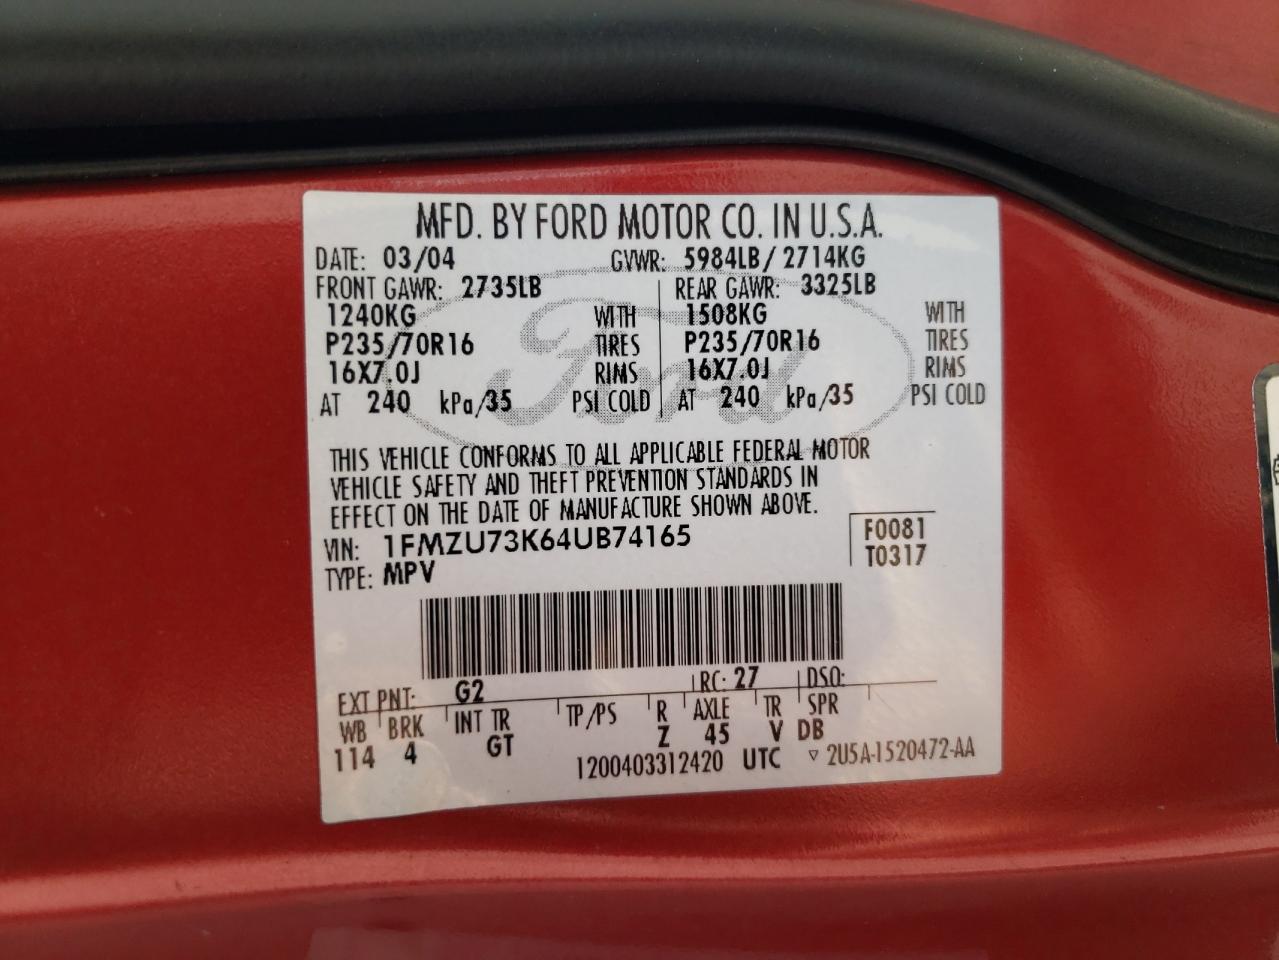 MFD. BY FORD MOTOR CO. IN U.S.A.
DATE: 03/04 GVWR: 5984LB/2714KG
FRONT GAWR: 2735LB REAR GAWR: 3325LB
1240KG WITH 1508KG WITH
P235/70R16 TIRES P235/70R16 TIRES
16X7.0J RIMS 16X7.0J RIMS
AT 240 kPa/35 PSI COLD AT 240 kPa/35 PSI COLD
Ford
THIS VEHICLE CONFORMS TO ALL APPLICABLE FEDERAL MOTOR
VEHICLE SAFETY AND THEFT PREVENTION STANDARDS IN
EFFECT ON THE DATE OF MANUFACTURE SHOWN ABOVE.
VIN: 1FMZU73K64UB74165 F0081
TYPE: MPV T0317
EXT PNT: G2 RC: 27 DSO:
WB BRK INT TR TP/PS R AXLE TR SPR
114 4 GT Z 45 V DB
1200403312420 UTC ▿ 2U5A-1520472-AA